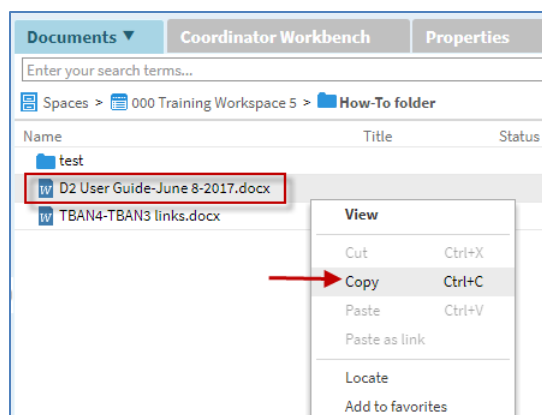 Documents ▼ Coordinator Workbench Properties
Enter your search terms...
Spaces > 000 Training Workspace 5 > How-To folder
Name Title Status
test
D2 User Guide-June 8-2017.docx
TBAN4-TBAN3 links.docx
View
Cut Ctrl+X
Copy Ctrl+C
Paste Ctrl+V
Paste as link
Locate
Add to favorites